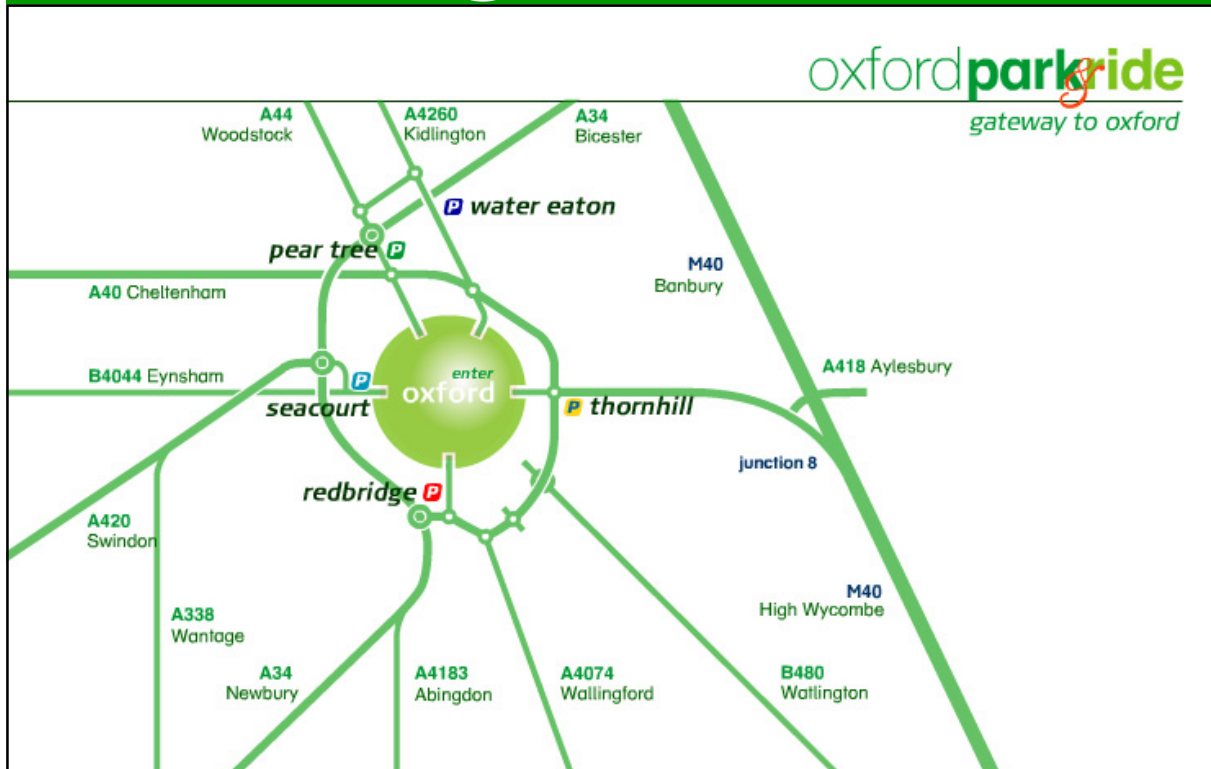 oxfordpark&ride
gateway to oxford
A44
Woodstock
A4260
Kidlington
A34
Bicester
P water eaton
pear tree P
M40
Banbury
A40 Cheltenham
A418 Aylesbury
B4044 Eynsham
P
seacourt
enter
oxford
P thornhill
junction 8
redbridge P
A420
Swindon
M40
High Wycombe
A338
Wantage
A34
Newbury
A4183
Abingdon
A4074
Wallingford
B480
Watlington